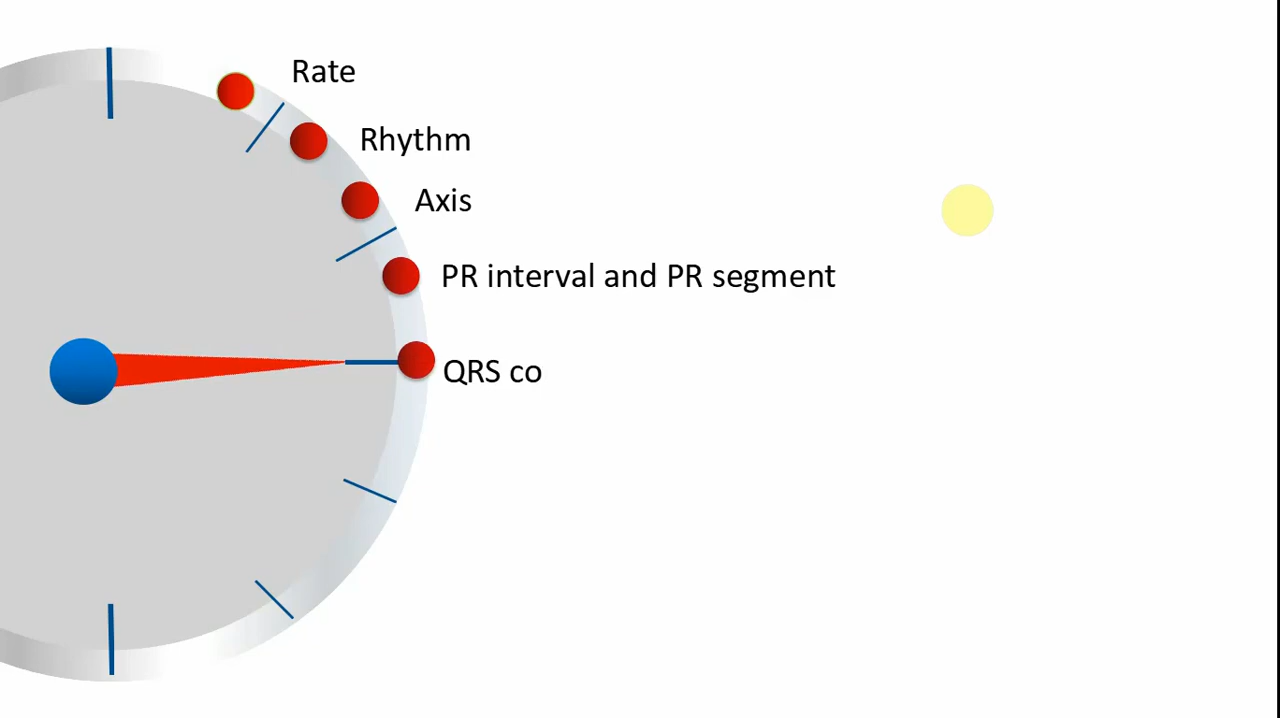 Rate
Rhythm
Axis
PR interval and PR segment
QRS co